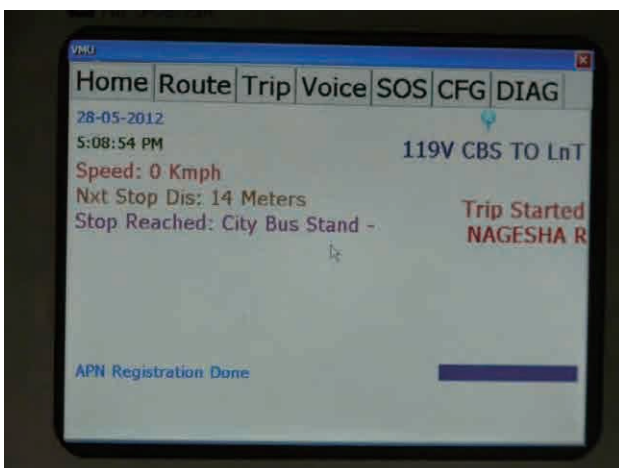 VMU
Home Route Trip Voice SOS CFG DIAG
28-05-2012
5:08:54 PM
119V CBS TO LnT
Speed: 0 Kmph
Nxt Stop Dis: 14 Meters
Trip Started
Stop Reached: City Bus Stand -
NAGESHA R
APN Registration Done